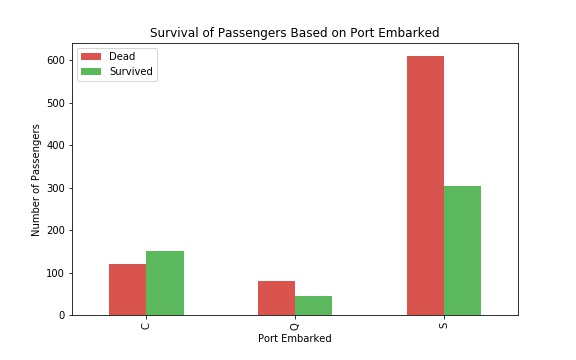 Survival of Passengers Based on Port Embarked
Dead
Survived
Number of Passengers
600
500
400
300
200
100
0
C
Q
S
Port Embarked